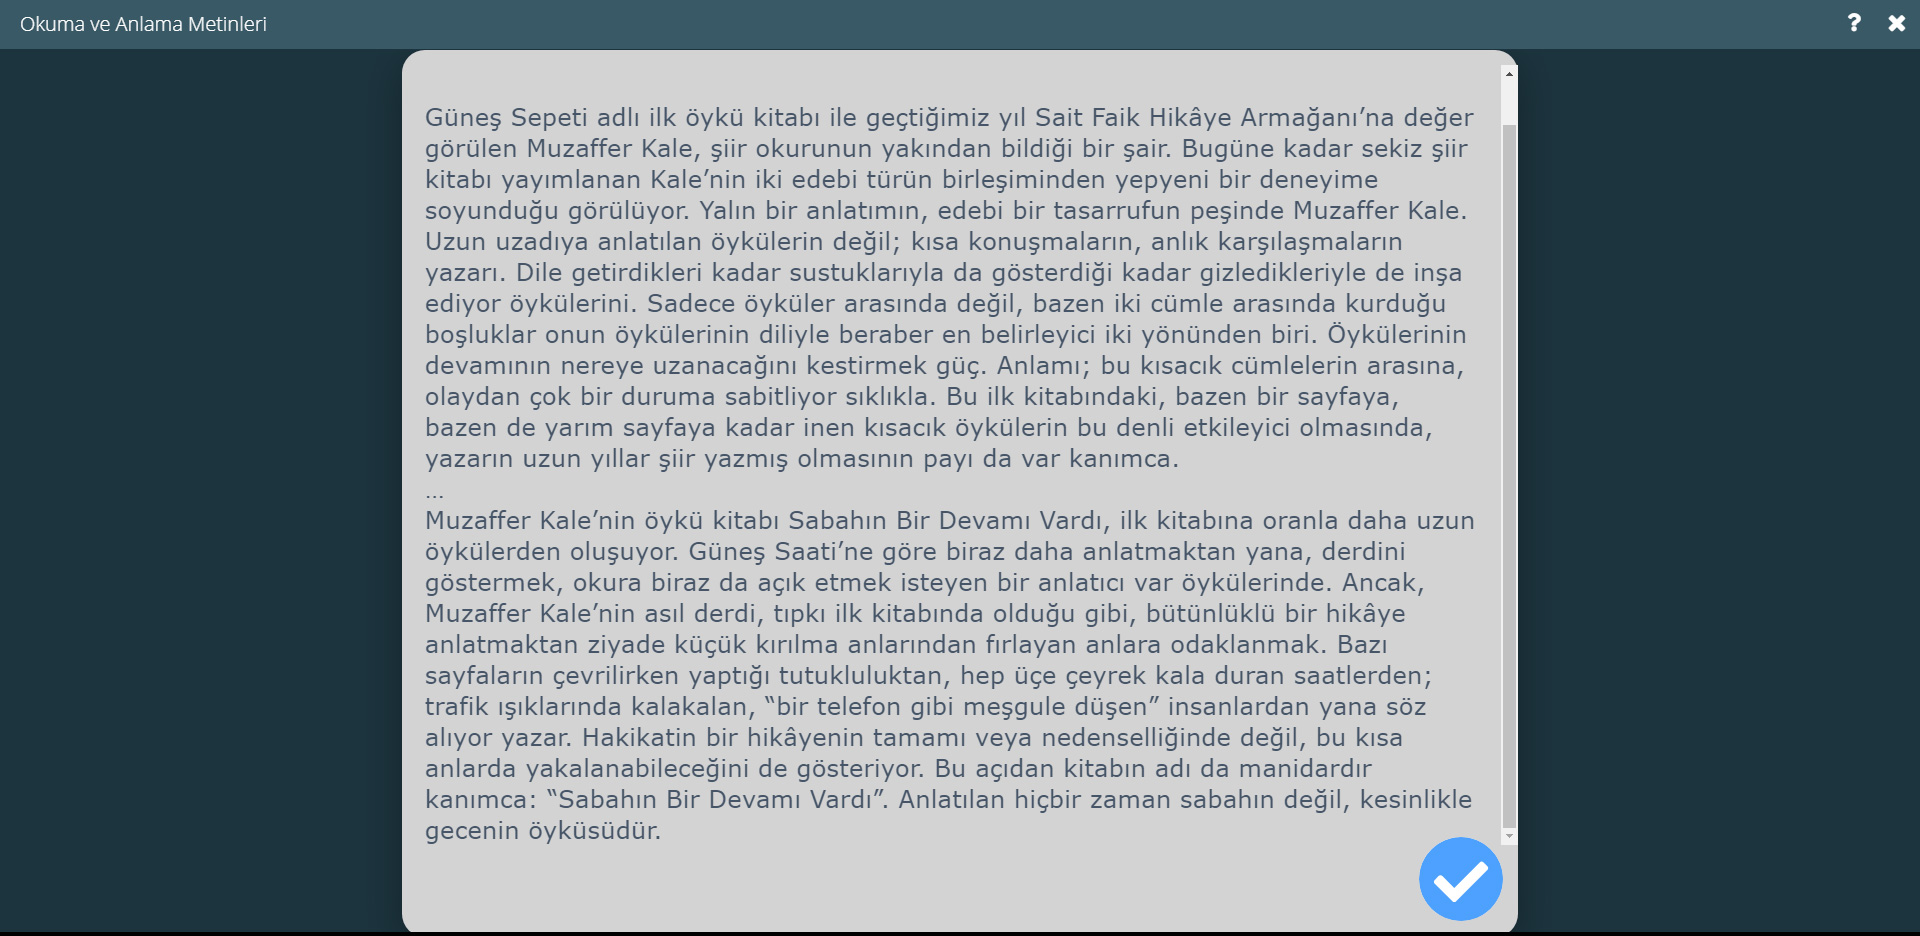 Okuma ve Anlama Metinleri
Güneş Sepeti adlı ilk öykü kitabı ile geçtiğimiz yıl Sait Faik Hikâye Armağanı’na değer
görülen Muzaffer Kale, şiir okurunun yakından bildiği bir şair. Bugüne kadar sekiz şiir
kitabı yayımlanan Kale’nin iki edebi türün birleşiminden yepyeni bir deneyime
soyunduğu görülüyor. Yalın bir anlatımın, edebi bir tasarrufun peşinde Muzaffer Kale.
Uzun uzadıya anlatılan öykülerin değil; kısa konuşmaların, anlık karşılaşmaların
yazarı. Dile getirdikleri kadar sustuklarıyla da gösterdiği kadar gizledikleriyle de inşa
ediyor öykülerini. Sadece öyküler arasında değil, bazen iki cümle arasında kurduğu
boşluklar onun öykülerinin diliyle beraber en belirleyici iki yönünden biri. Öykülerinin
devamının nereye uzanacağını kestirmek güç. Anlamı; bu kısacık cümlelerin arasına,
olaydan çok bir duruma sabitliyor sıklıkla. Bu ilk kitabındaki, bazen bir sayfaya,
bazen de yarım sayfaya kadar inen kısacık öykülerin bu denli etkileyici olmasında,
yazarın uzun yıllar şiir yazmış olmasının payı da var kanımca.
...
Muzaffer Kale’nin öykü kitabı Sabahın Bir Devamı Vardı, ilk kitabına oranla daha uzun
öykülerden oluşuyor. Güneş Saati’ne göre biraz daha anlatmaktan yana, derdini
göstermek, okura biraz da açık etmek isteyen bir anlatıcı var öykülerinde. Ancak,
Muzaffer Kale’nin asıl derdi, tıpkı ilk kitabında olduğu gibi, bütünlüklü bir hikâye
anlatmaktan ziyade küçük kırılma anlarından fırlayan anlara odaklanmak. Bazı
sayfaların çevrilirken yaptığı tutukluluktan, hep üçe çeyrek kala duran saatlerden;
trafik ışıklarında kalakalan, “bir telefon gibi meşgule düşen” insanlardan yana söz
alıyor yazar. Hakikatin bir hikâyenin tamamı veya nedenselliğinde değil, bu kısa
anlarda yakalanabileceğini de gösteriyor. Bu açıdan kitabın adı da manidardır
kanımca: “Sabahın Bir Devamı Vardı”. Anlatılan hiçbir zaman sabahın değil, kesinlikle
gecenin öyküsüdür.